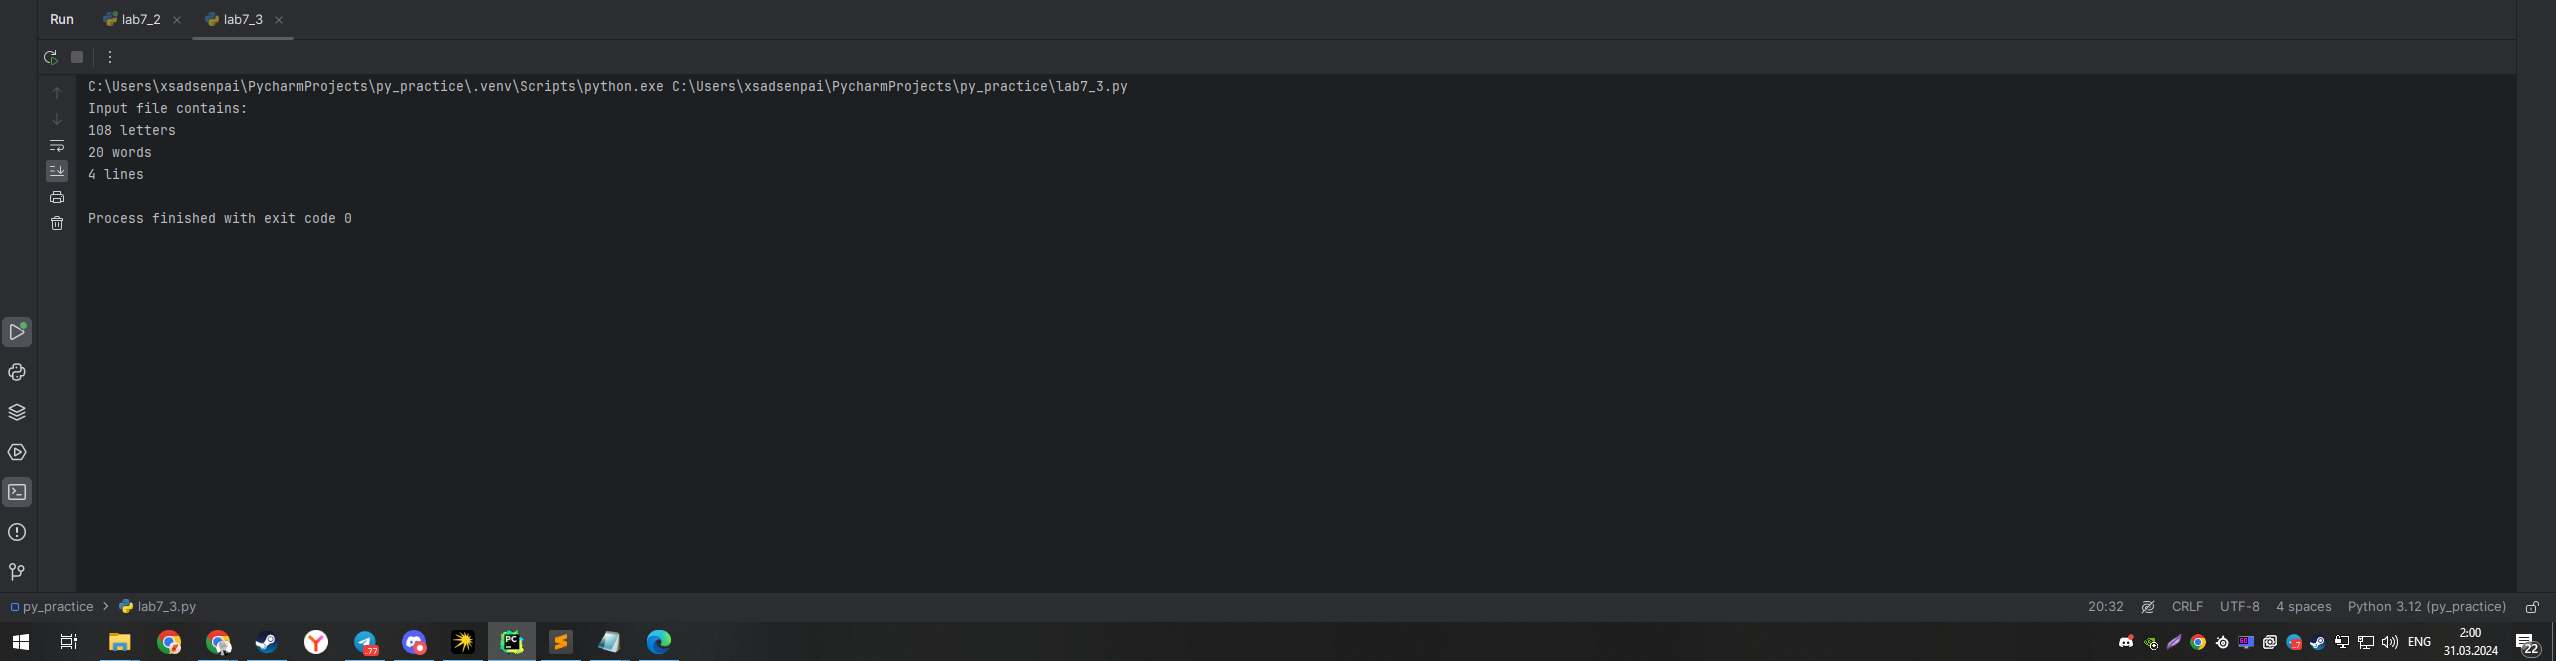 Run lab7_2 lab7_3
C:\Users\xsadsenpai\PycharmProjects\py_practice\.venv\Scripts\python.exe C:\Users\xsadsenpai\PycharmProjects\py_practice\lab7_3.py
Input file contains:
108 letters
20 words
4 lines
Process finished with exit code 0
py_practice lab7_3.py 20:32 CRLF UTF-8 4 spaces Python 3.12 (py_practice)
PC
77
ENG
2:00
31.03.2024
22